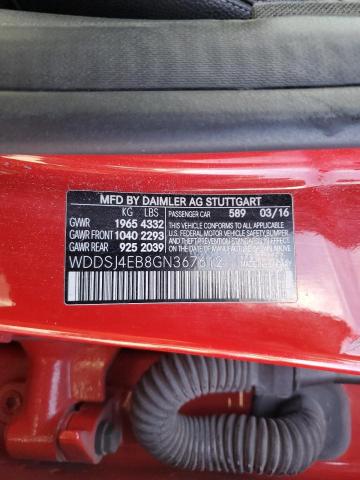 MFD BY DAIMLER AG STUTTGART
KG LBS PASSENGER CAR 589 03/16
GVWR 1965 4332
GAWR FRONT 1040 2293
GAWR REAR 925 2039
THIS VEHICLE CONFORMS TO ALL APPLICABLE
U.S. FEDERAL MOTOR VEHICLE SAFETY, BUMPER,
AND THEFT PREVENTION STANDARDS IN EFFECT ON
THE DATE OF MANUFACTURE SHOWN ABOVE.
WDDSJ4EB8GN367612 MADE IN